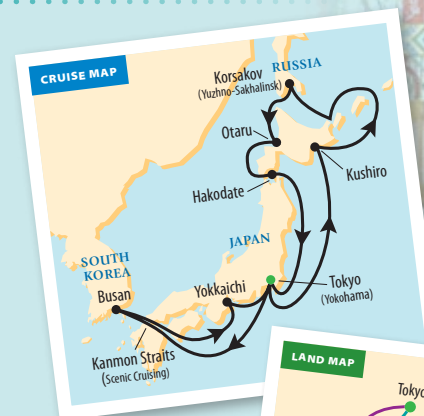 CRUISE MAP
Korsakov
(Yuzhno-Sakhalinsk)
RUSSIA
Otaru
Kushiro
Hakodate
JAPAN
SOUTH
KOREA
Busan
Yokkaichi
Tokyo
(Yokohama)
Kanmon Straits
(Scenic Cruising)
LAND MAP
Tokyo